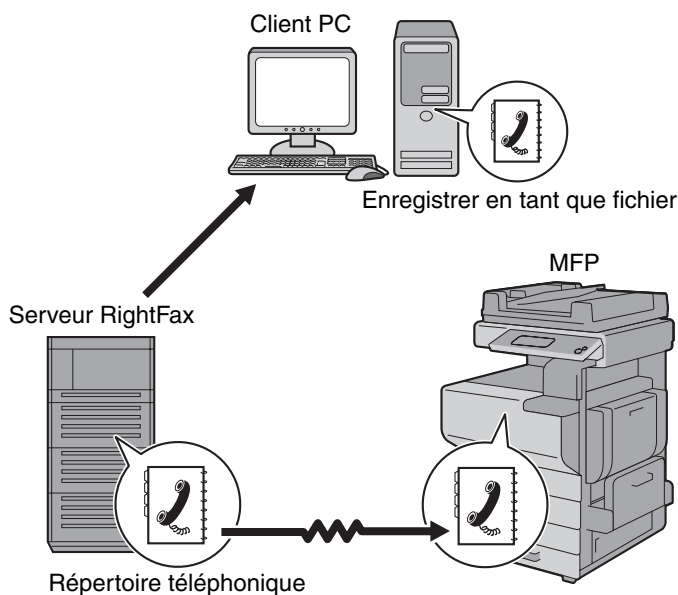 Client PC
Enregistrer en tant que fichier
MFP
Serveur RightFax
Répertoire téléphonique